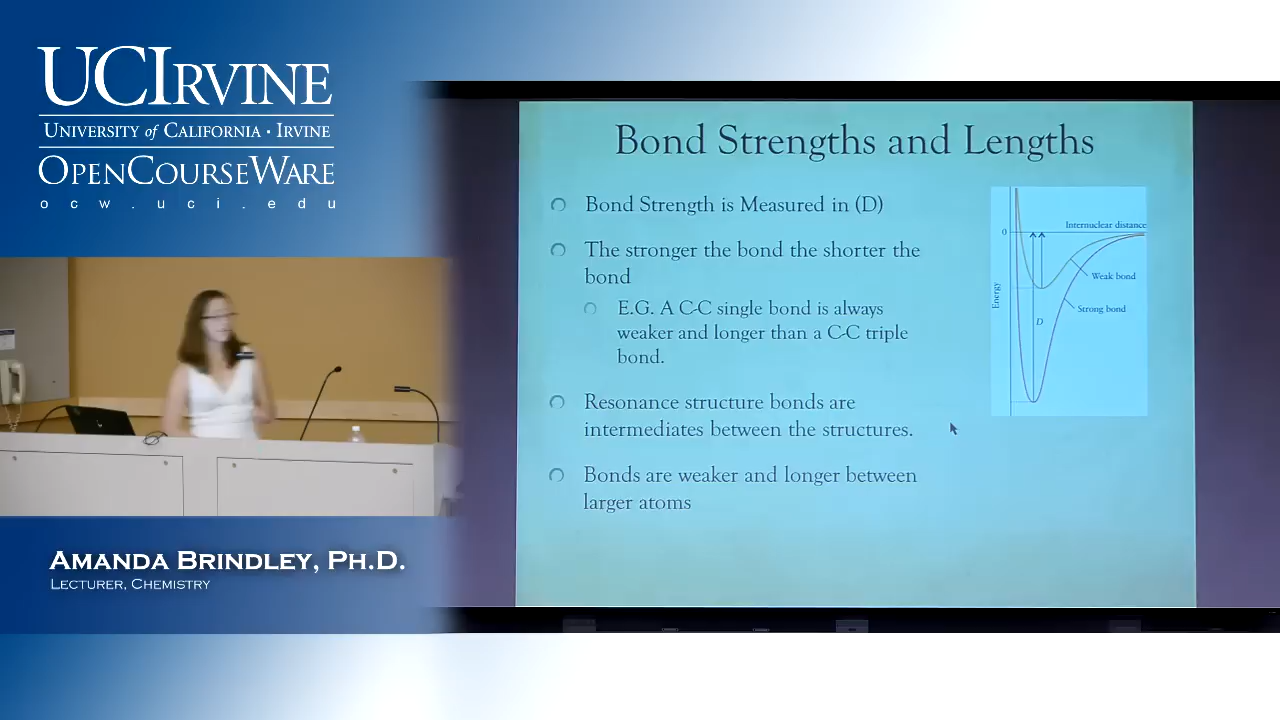 UCIRVINE
UNIVERSITY of CALIFORNIA · IRVINE
OPENCOURSEWARE
ocw.uci.edu
AMANDA BRINDLEY, PH.D.
LECTURER, CHEMISTRY
Bond Strengths and Lengths
Bond Strength is Measured in (D)
The stronger the bond the shorter the
bond
E.G. A C-C single bond is always
weaker and longer than a C-C triple
bond.
Resonance structure bonds are
intermediates between the structures.
Bonds are weaker and longer between
larger atoms
Internuclear distance
0
Weak bond
Strong bond
D
Energy